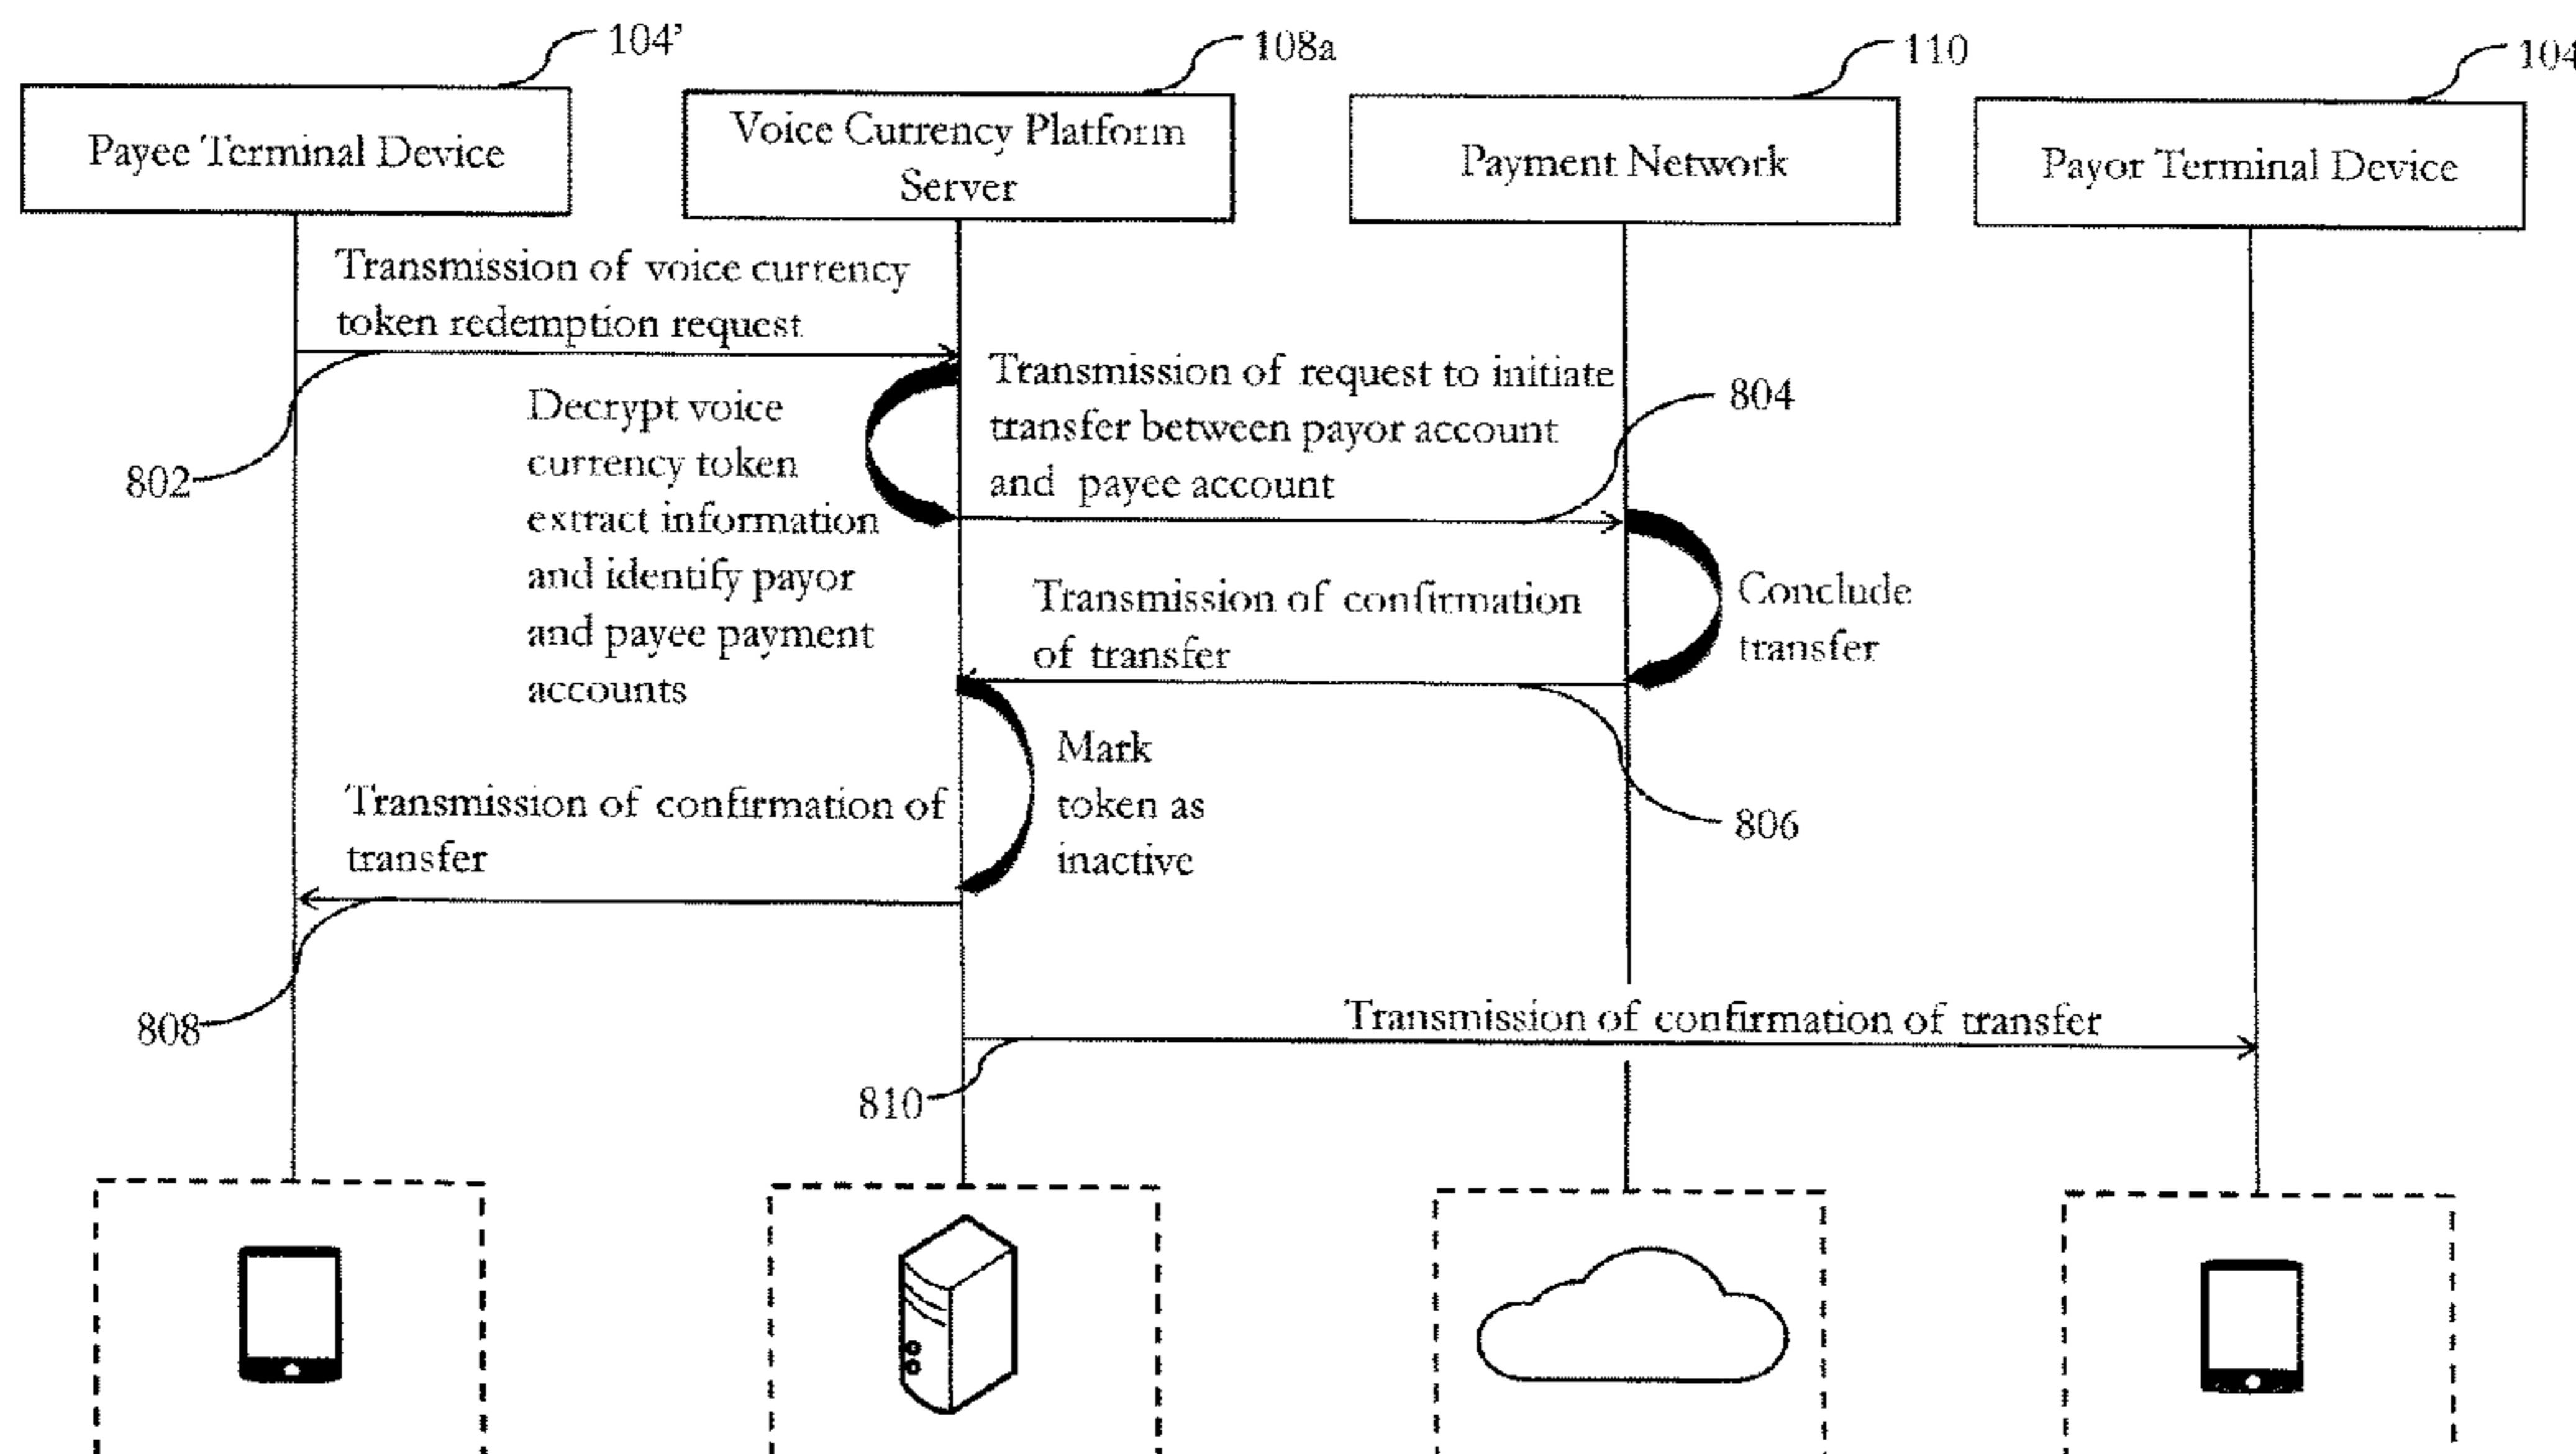 104’
108a
110
104
Payee Terminal Device
Voice Currency Platform
Server
Payment Network
Payor Terminal Device
Transmission of voice currency
token redemption request
802
Decrypt voice
currency token
extract information
and identify payor
and payee payment
accounts
Transmission of request to initiate
transfer between payor account
and payee account
804
Conclude
transfer
Transmission of confirmation
of transfer
806
Mark
token as
inactive
Transmission of confirmation of
transfer
808
Transmission of confirmation of transfer
810